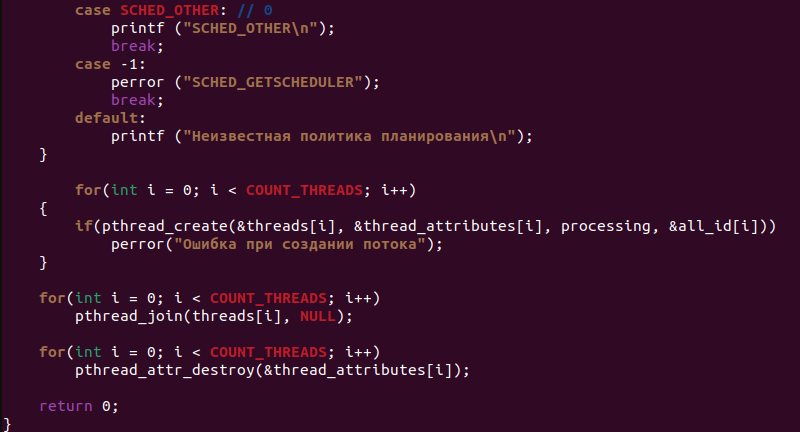 case SCHED_OTHER: // 0
printf ("SCHED_OTHER\n");
break;
case -1:
perror ("SCHED_GETSCHEDULER");
break;
default:
printf ("Неизвестная политика планирования\n");
}
for(int i = 0; i < COUNT_THREADS; i++)
{
if(pthread_create(&threads[i], &thread_attributes[i], processing, &all_id[i]))
perror("Ошибка при создании потока");
}
for(int i = 0; i < COUNT_THREADS; i++)
pthread_join(threads[i], NULL);
for(int i = 0; i < COUNT_THREADS; i++)
pthread_attr_destroy(&thread_attributes[i]);
return 0;
}